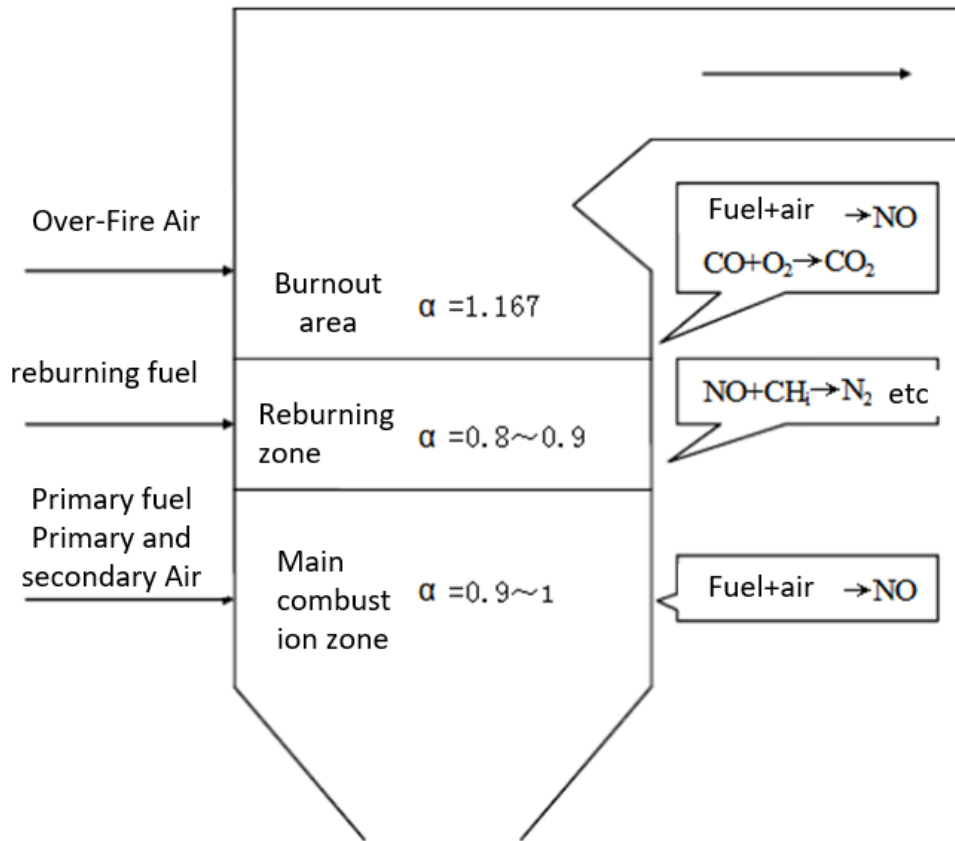 Over-Fire Air
Burnout
area
α =1.167
Fuel+air →NO
CO+O₂→CO₂
reburning fuel
Reburning
zone
α =0.8～0.9
NO+CHᵢ→N₂ etc
Primary fuel
Primary and
secondary Air
Main
combust
ion zone
α =0.9～1
Fuel+air →NO